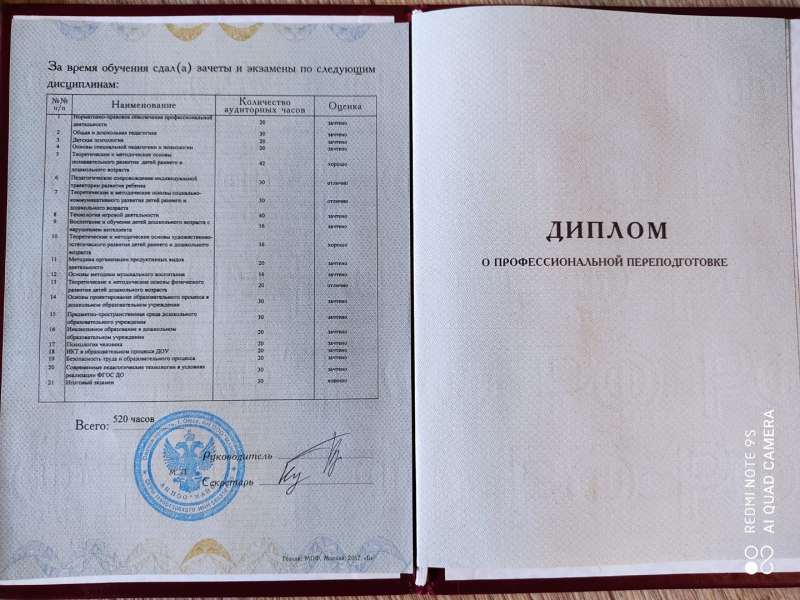 За время обучения сдал(а) зачеты и экзамены по следующим
дисциплинам:
№№
п/п
Наименование
Количество
аудиторных часов
Оценка
1 Нормативно-правовое обеспечение профессиональной
деятельности 20 зачтено
2 Общая и дошкольная педагогика 30 зачтено
3 Детская психология 20 зачтено
4 Основы специальной педагогики и психологии 20 зачтено
5 Теоретические и методические основы
познавательного развития детей раннего и
дошкольного возраста 42 хорошо
6 Педагогическое сопровождение индивидуальной
траектории развития ребенка 30 отлично
7 Теоретические и методические основы социально-
коммуникативного развития детей раннего и
дошкольного возраста 30 отлично
8 Технология игровой деятельности 40 зачтено
9 Воспитание и обучение детей дошкольного возраста с
нарушением интеллекта 16 зачтено
10 Теоретические и методические основы художественно-
эстетического развития детей раннего и дошкольного
возраста 16 хорошо
11 Методика организации продуктивных видов
деятельности 20 зачтено
12 Основы методики музыкального воспитания 16 зачтено
13 Теоретические и методические основы физического
развития детей дошкольного возраста 20 отлично
14 Основы проектирования образовательного процесса в
дошкольном образовательном учреждении 30 зачтено
15 Предметно-пространственная среда дошкольного
образовательного учреждения 30 зачтено
16 Инклюзивное образование в дошкольном
образовательном учреждении 20 зачтено
17 Психология человека 20 зачтено
18 ИКТ в образовательном процессе ДОУ 20 зачтено
19 Безопасность труда и образовательного процесса 20 зачтено
20 Современные педагогические технологии в условиях
реализации ФГОС ДО 30 зачтено
21 Итоговый экзамен 30 хорошо
Всего: 520 часов
М.П.
Руководитель
Секретарь
Гознак, МПФ, Москва, 2017, «Б»
ДИПЛОМ
О ПРОФЕССИОНАЛЬНОЙ ПЕРЕПОДГОТОВКЕ
REDMI NOTE 9S
AI QUAD CAMERA